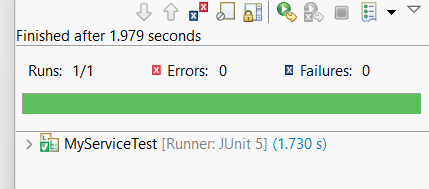 Finished after 1.979 seconds
Runs: 1/1 Errors: 0 Failures: 0
MyServiceTest [Runner: JUnit 5] (1.730 s)